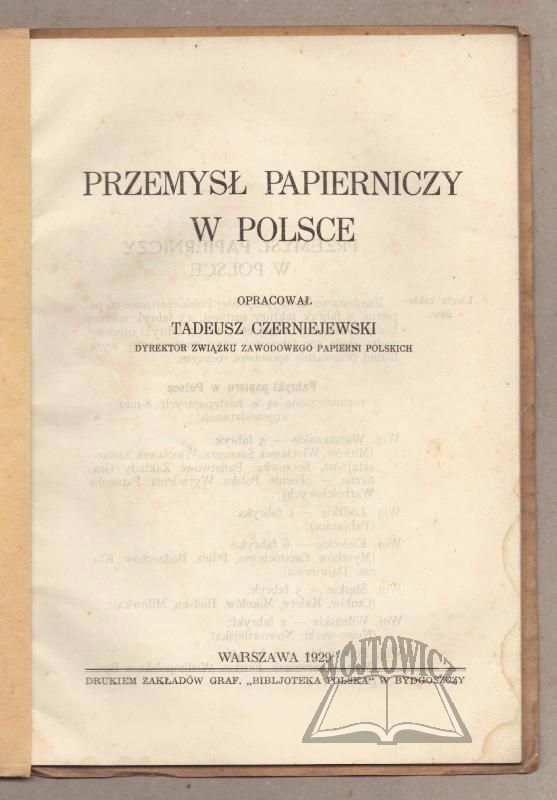 PRZEMYSŁ PAPIERNICZY
W POLSCE
OPRACOWAŁ
TADEUSZ CZERNIEJEWSKI
DYREKTOR ZWIĄZKU ZAWODOWEGO PAPIERNI POLSKICH
WARSZAWA 1929
DRUKIEM ZAKŁADÓW GRAF. „BIBLJOTEKA POLSKA" W BYDGOSZCZY
WÓJTOWICZ